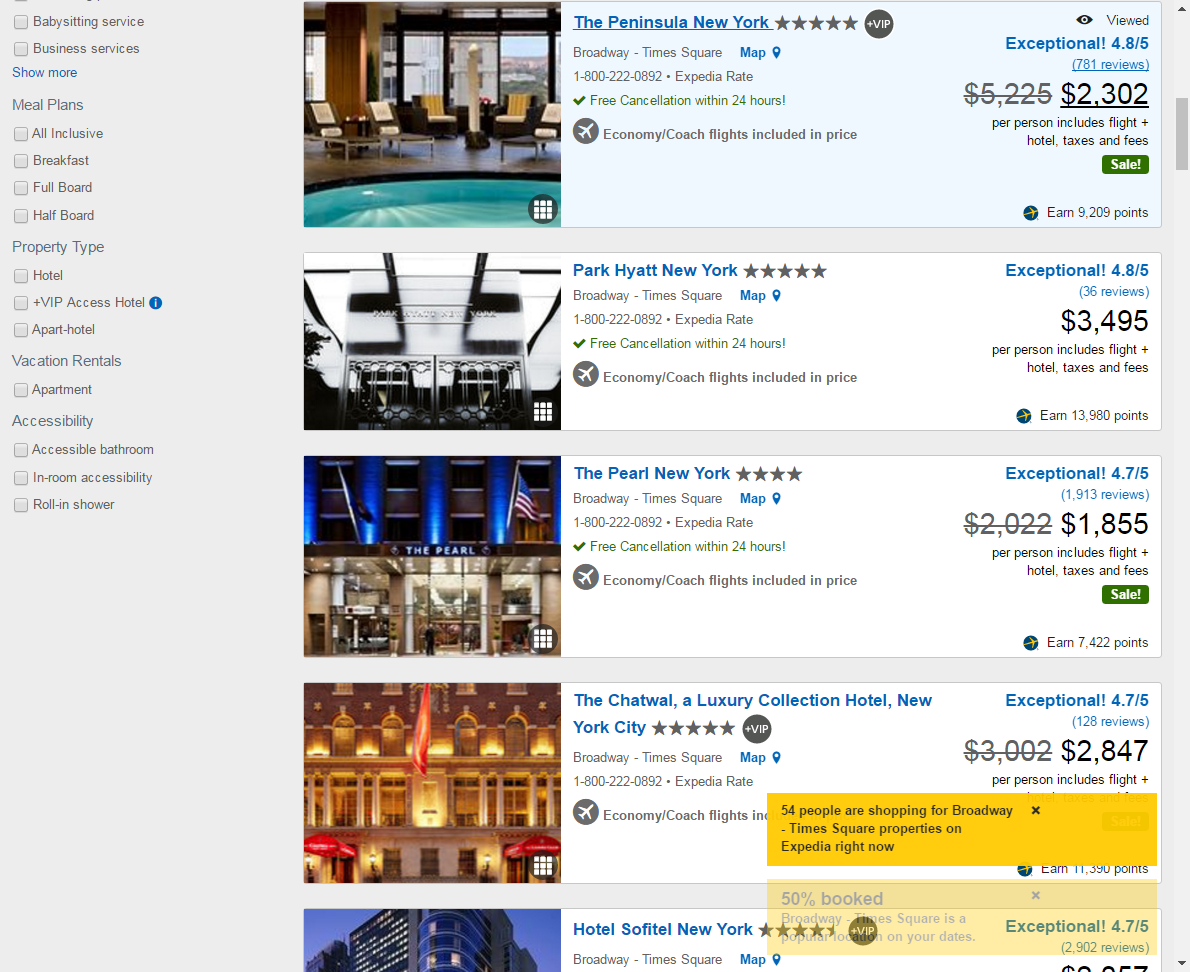 Babysitting service
Business services
Show more
Meal Plans
All Inclusive
Breakfast
Full Board
Half Board
Property Type
Hotel
+VIP Access Hotel
Apart-hotel
Vacation Rentals
Apartment
Accessibility
Accessible bathroom
In-room accessibility
Roll-in shower
The Peninsula New York +VIP
Viewed
Broadway - Times Square Map
1-800-222-0892 • Expedia Rate
Free Cancellation within 24 hours!
Economy/Coach flights included in price
Exceptional! 4.8/5
(781 reviews)
$5,225 $2,302
per person includes flight +
hotel, taxes and fees
Sale!
Earn 9,209 points
PARK HYATT NEW YORK
Park Hyatt New York
Broadway - Times Square Map
1-800-222-0892 • Expedia Rate
Free Cancellation within 24 hours!
Economy/Coach flights included in price
Exceptional! 4.8/5
(36 reviews)
$3,495
per person includes flight +
hotel, taxes and fees
Earn 13,980 points
THE PEARL
The Pearl New York
Broadway - Times Square Map
1-800-222-0892 • Expedia Rate
Free Cancellation within 24 hours!
Economy/Coach flights included in price
Exceptional! 4.7/5
(1,913 reviews)
$2,022 $1,855
per person includes flight +
hotel, taxes and fees
Sale!
Earn 7,422 points
The Chatwal, a Luxury Collection Hotel, New
York City +VIP
Broadway - Times Square Map
1-800-222-0892 • Expedia Rate
Economy/Coach flights inc
Exceptional! 4.7/5
(128 reviews)
$3,002 $2,847
per person includes flight +
hotel, taxes and fees
Sale!
Earn 11,390 points
54 people are shopping for Broadway
- Times Square properties on
Expedia right now
50% booked
Broadway - Times Square is a
popular location on your dates.
Hotel Sofitel New York +VIP
Broadway - Times Square Map
Exceptional! 4.7/5
(2,902 reviews)